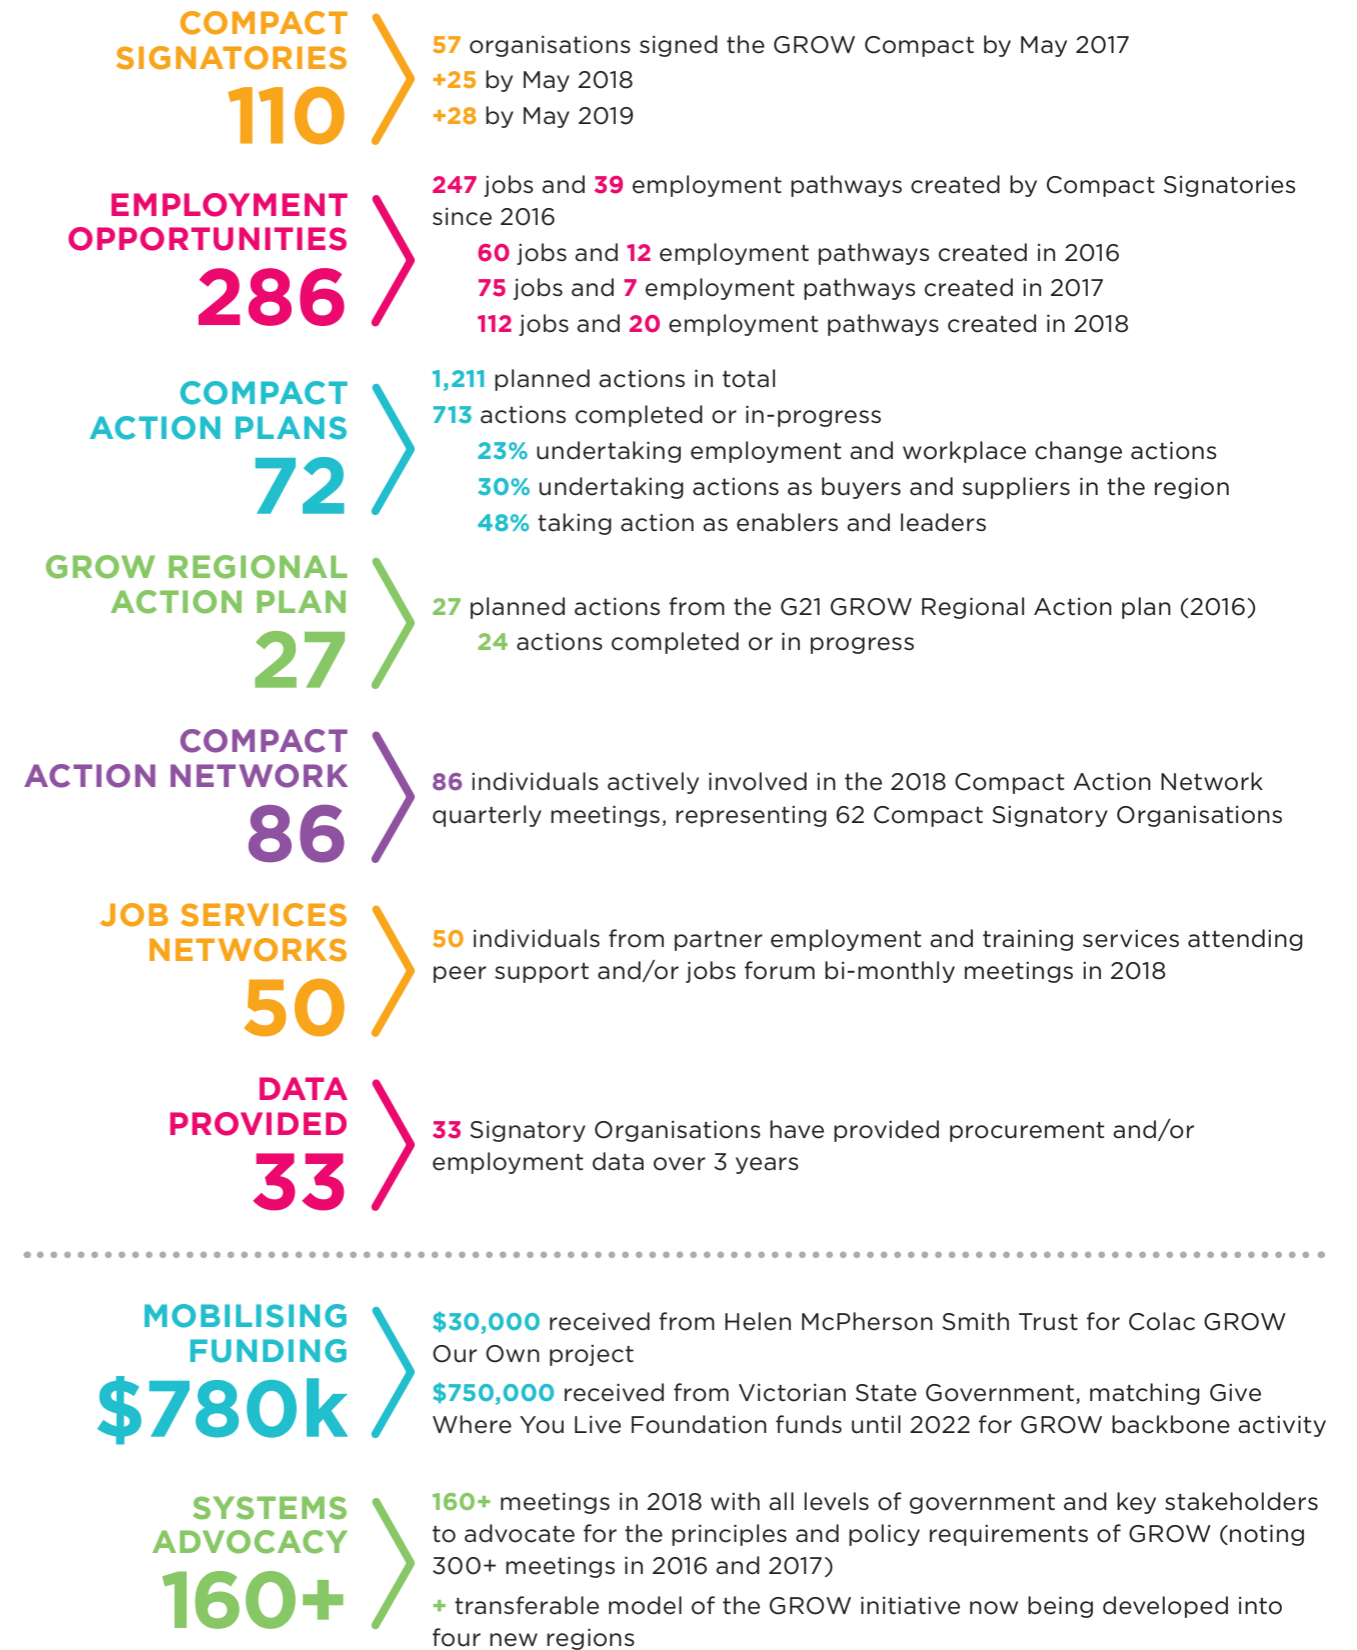 COMPACT
SIGNATORIES
110
57 organisations signed the GROW Compact by May 2017
+25 by May 2018
+28 by May 2019
EMPLOYMENT
OPPORTUNITIES
286
247 jobs and 39 employment pathways created by Compact Signatories
since 2016
60 jobs and 12 employment pathways created in 2016
75 jobs and 7 employment pathways created in 2017
112 jobs and 20 employment pathways created in 2018
COMPACT
ACTION PLANS
72
1,211 planned actions in total
713 actions completed or in-progress
23% undertaking employment and workplace change actions
30% undertaking actions as buyers and suppliers in the region
48% taking action as enablers and leaders
GROW REGIONAL
ACTION PLAN
27
27 planned actions from the G21 GROW Regional Action plan (2016)
24 actions completed or in progress
COMPACT
ACTION NETWORK
86
86 individuals actively involved in the 2018 Compact Action Network
quarterly meetings, representing 62 Compact Signatory Organisations
JOB SERVICES
NETWORKS
50
50 individuals from partner employment and training services attending
peer support and/or jobs forum bi-monthly meetings in 2018
DATA
PROVIDED
33
33 Signatory Organisations have provided procurement and/or
employment data over 3 years
MOBILISING
FUNDING
$780k
$30,000 received from Helen McPherson Smith Trust for Colac GROW
Our Own project
$750,000 received from Victorian State Government, matching Give
Where You Live Foundation funds until 2022 for GROW backbone activity
SYSTEMS
ADVOCACY
160+
160+ meetings in 2018 with all levels of government and key stakeholders
to advocate for the principles and policy requirements of GROW (noting
300+ meetings in 2016 and 2017)
+ transferable model of the GROW initiative now being developed into
four new regions